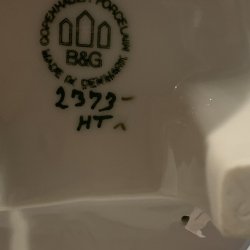 COPENHAGEN PORCELAIN
B&G
MADE IN DENMARK
2373-
HT